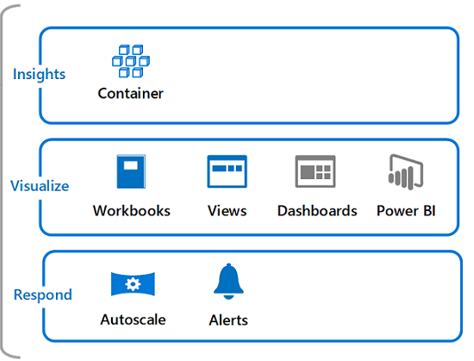 Insights
Container
Visualize
Workbooks Views Dashboards Power BI
Respond
Autoscale Alerts